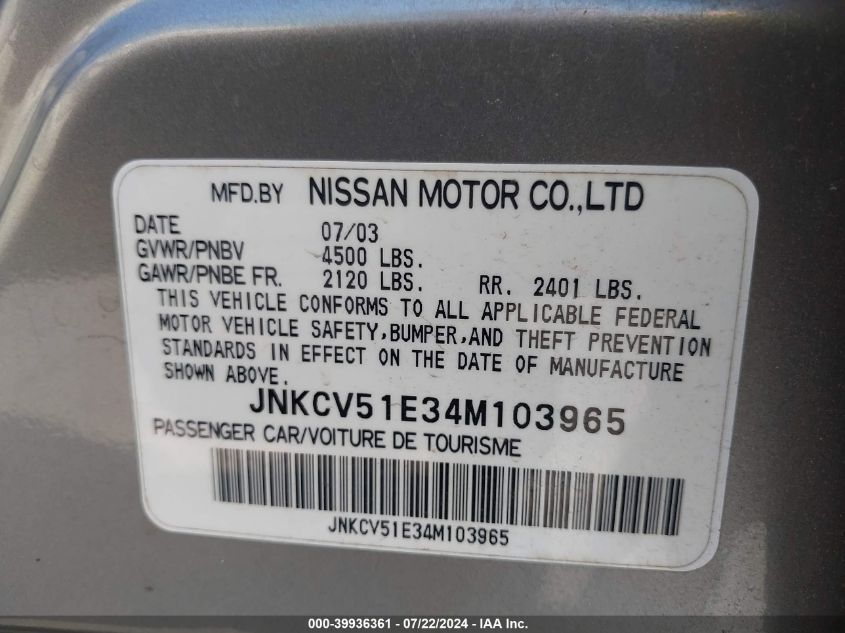 MFD.BY NISSAN MOTOR CO.,LTD
DATE 07/03
GVWR/PNBV 4500 LBS.
GAWR/PNBE FR. 2120 LBS. RR. 2401 LBS.
THIS VEHICLE CONFORMS TO ALL APPLICABLE FEDERAL
MOTOR VEHICLE SAFETY,BUMPER,AND THEFT PREVENTION
STANDARDS IN EFFECT ON THE DATE OF MANUFACTURE
SHOWN ABOVE.
JNKCV51E34M103965
PASSENGER CAR/VOITURE DE TOURISME
JNKCV51E34M103965
000-39936361 - 07/22/2024 - IAA Inc.